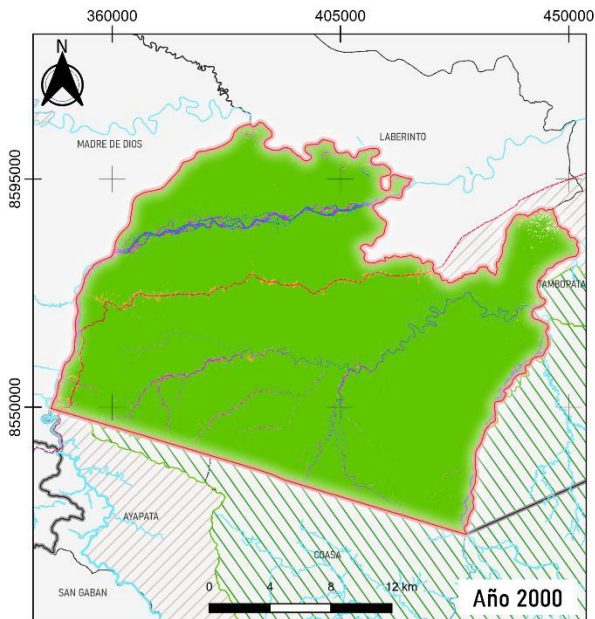 360000 405000 450000
N
MADRE DE DIOS
LABERINTO
8595000
TAMBOPATA
8550000
AYAPATA
COASA
SAN GABAN
0 4 8 12 km
Año 2000